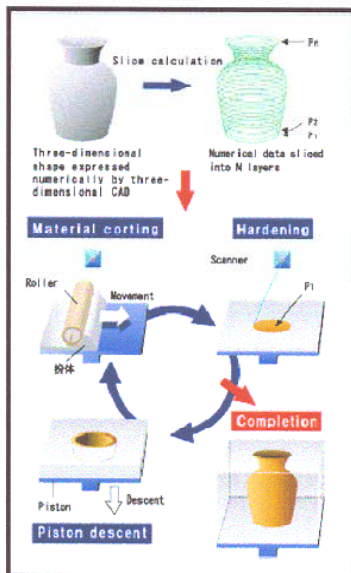 Pn
Slice calculation
P2
P1
Three-dimensional
shape expressed
numerically by three-
dimensional CAD
Numerical data sliced
into N layers
Material corting
Hardening
Scanner
Roller
Movement
P1
粉体
Completion
Piston
Descent
Piston descent